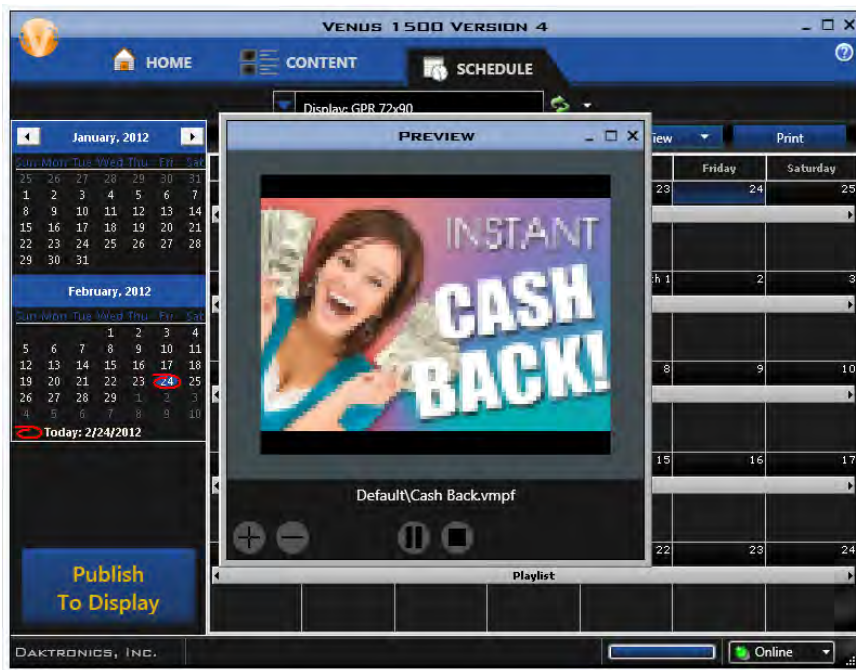 VENUS 1500 VERSION 4
HOME
CONTENT
SCHEDULE
Display: GPR 72x90
January, 2012
Sun Mon Tue Wed Thu Fri Sat
25 26 27 28 29 30 31
1 2 3 4 5 6 7
8 9 10 11 12 13 14
15 16 17 18 19 20 21
22 23 24 25 26 27 28
29 30 31
February, 2012
Sun Mon Tue Wed Thu Fri Sat
1 2 3 4
5 6 7 8 9 10 11
12 13 14 15 16 17 18
19 20 21 22 23 24 25
26 27 28 29 1 2 3
4 5 6 7 8 9 10
Today: 2/24/2012
Publish
To Display
PREVIEW
INSTANT
CASH
BACK!
Default\Cash Back.vmpf
iew
Print
Friday Saturday
23 24 25
h 1 2 3
8 9 10
15 16 17
22 23 24
Playlist
DAKTRONICS, INC.
Online